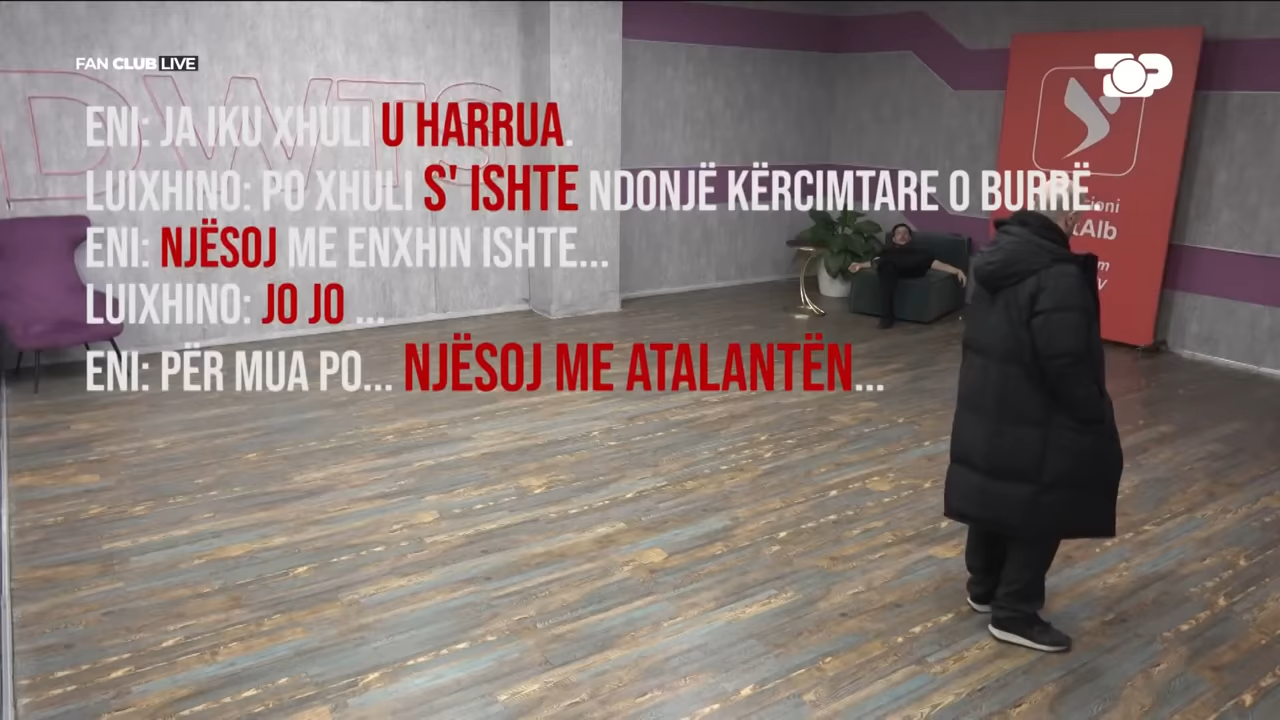 FAN CLUB LIVE
TOP
DWTS
ENI: JA IKU XHULI U HARRUA.
LUIXHINO: PO XHULI S' ISHTE NDONJË KËRCIMTARE O BURRË.
ENI: NJËSOJ ME ENXHIN ISHTE...
LUIXHINO: JO JO ...
ENI: PËR MUA PO... NJËSOJ ME ATALANTËN...